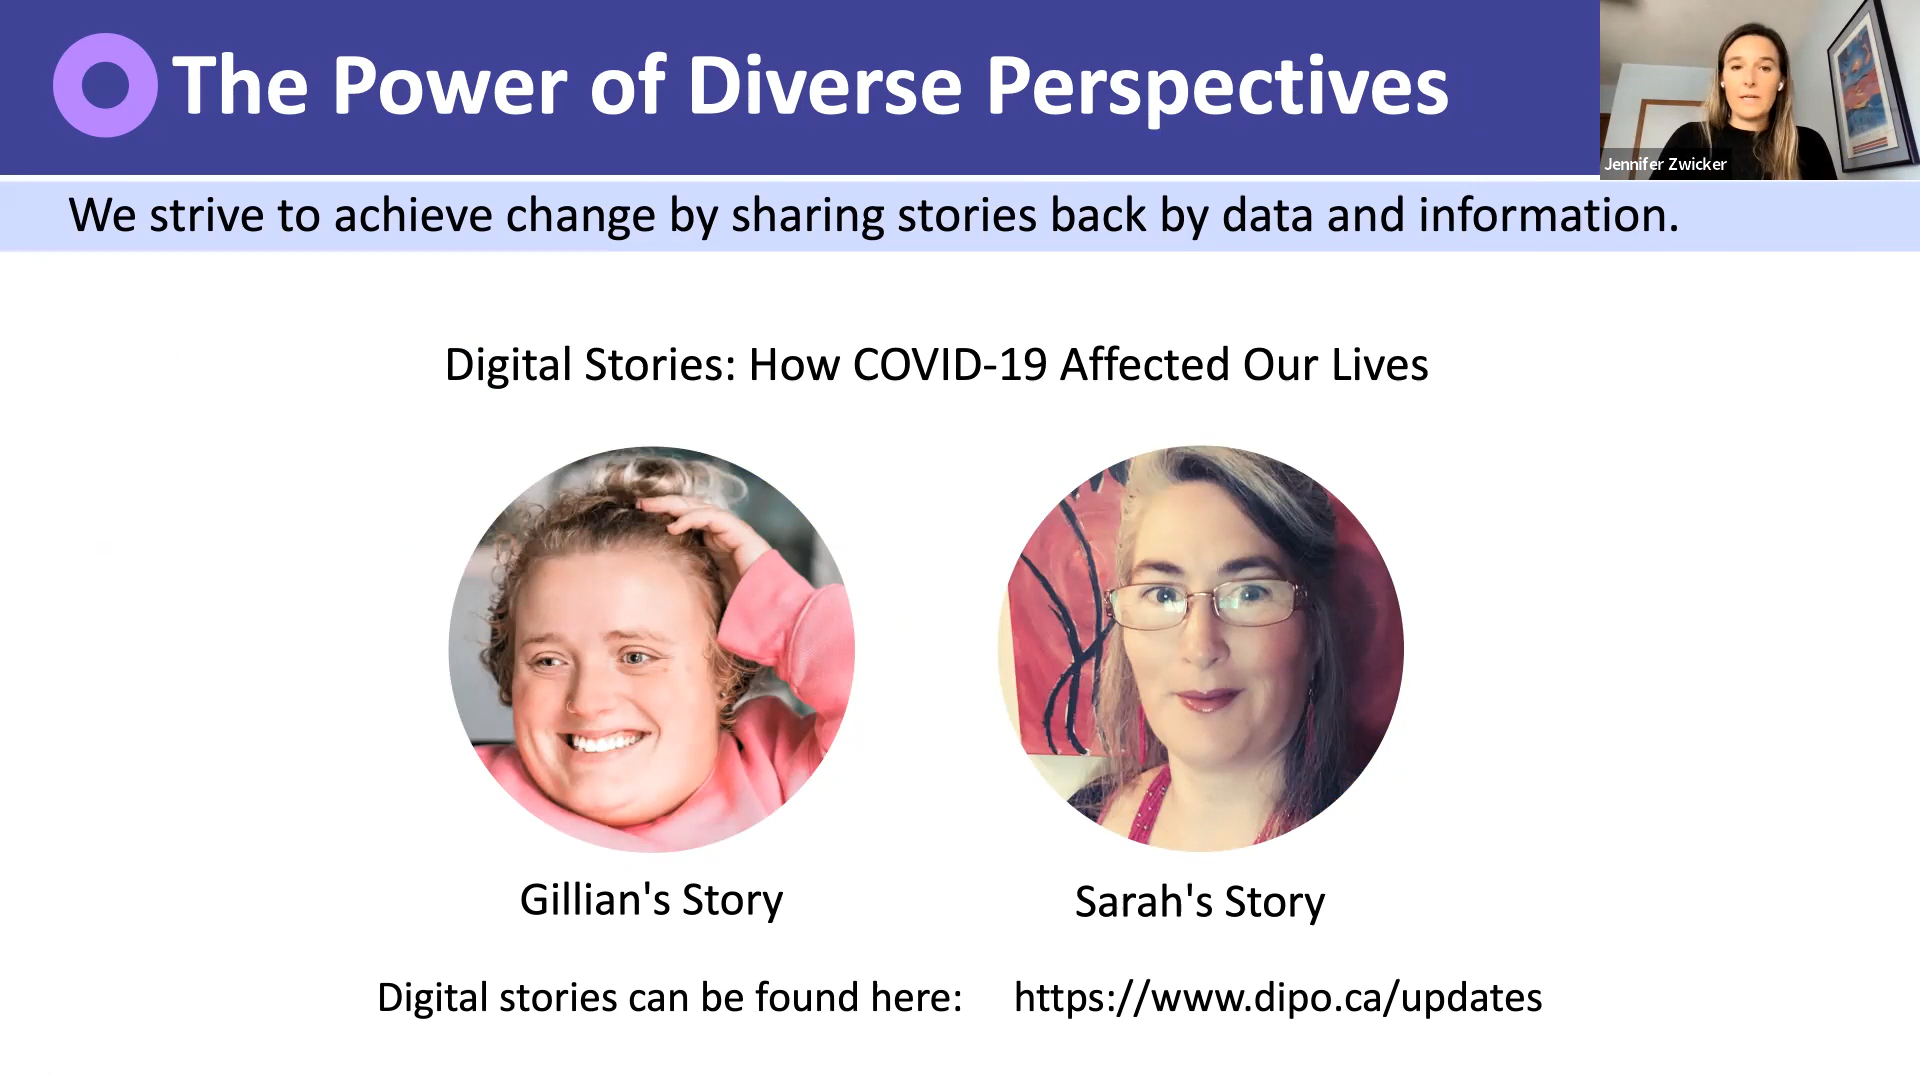 The Power of Diverse Perspectives
Jennifer Zwicker
We strive to achieve change by sharing stories back by data and information.
Digital Stories: How COVID-19 Affected Our Lives
Gillian's Story
Sarah's Story
Digital stories can be found here: https://www.dipo.ca/updates